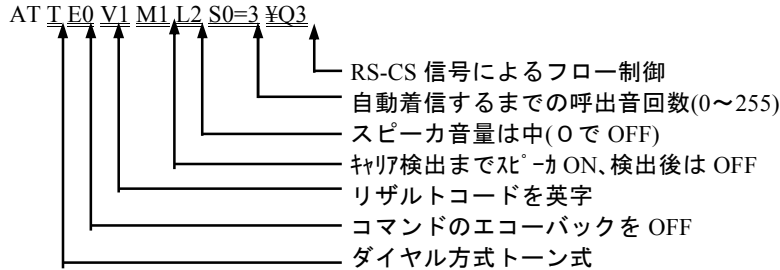 AT T E0 V1 M1 L2 S0=3 ¥Q3
RS-CS 信号によるフロー制御
自動着信するまでの呼出音回数(0～255)
スピーカ音量は中(０で OFF)
ｷｬﾘｱ検出までｽﾋﾟｰｶ ON、検出後は OFF
リザルトコードを英字
コマンドのエコーバックを OFF
ダイヤル方式トーン式